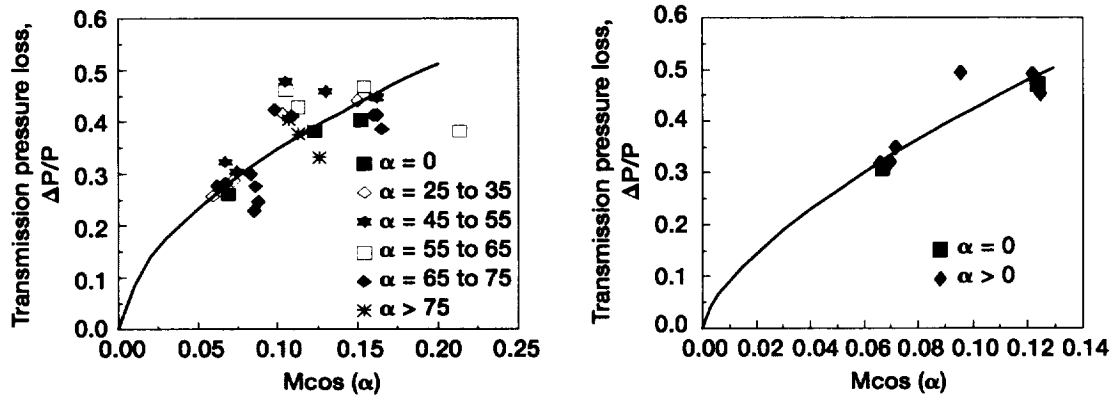 Transmission pressure loss,
ΔP/P
0.6
0.5
0.4
0.3
0.2
0.1
0.0
0.00 0.05 0.10 0.15 0.20 0.25
Mcos (α)
α = 0
α = 25 to 35
α = 45 to 55
α = 55 to 65
α = 65 to 75
α > 75
Transmission pressure loss,
ΔP/P
0.6
0.5
0.4
0.3
0.2
0.1
0.0
0.00 0.02 0.04 0.06 0.08 0.10 0.12 0.14
Mcos (α)
α = 0
α > 0